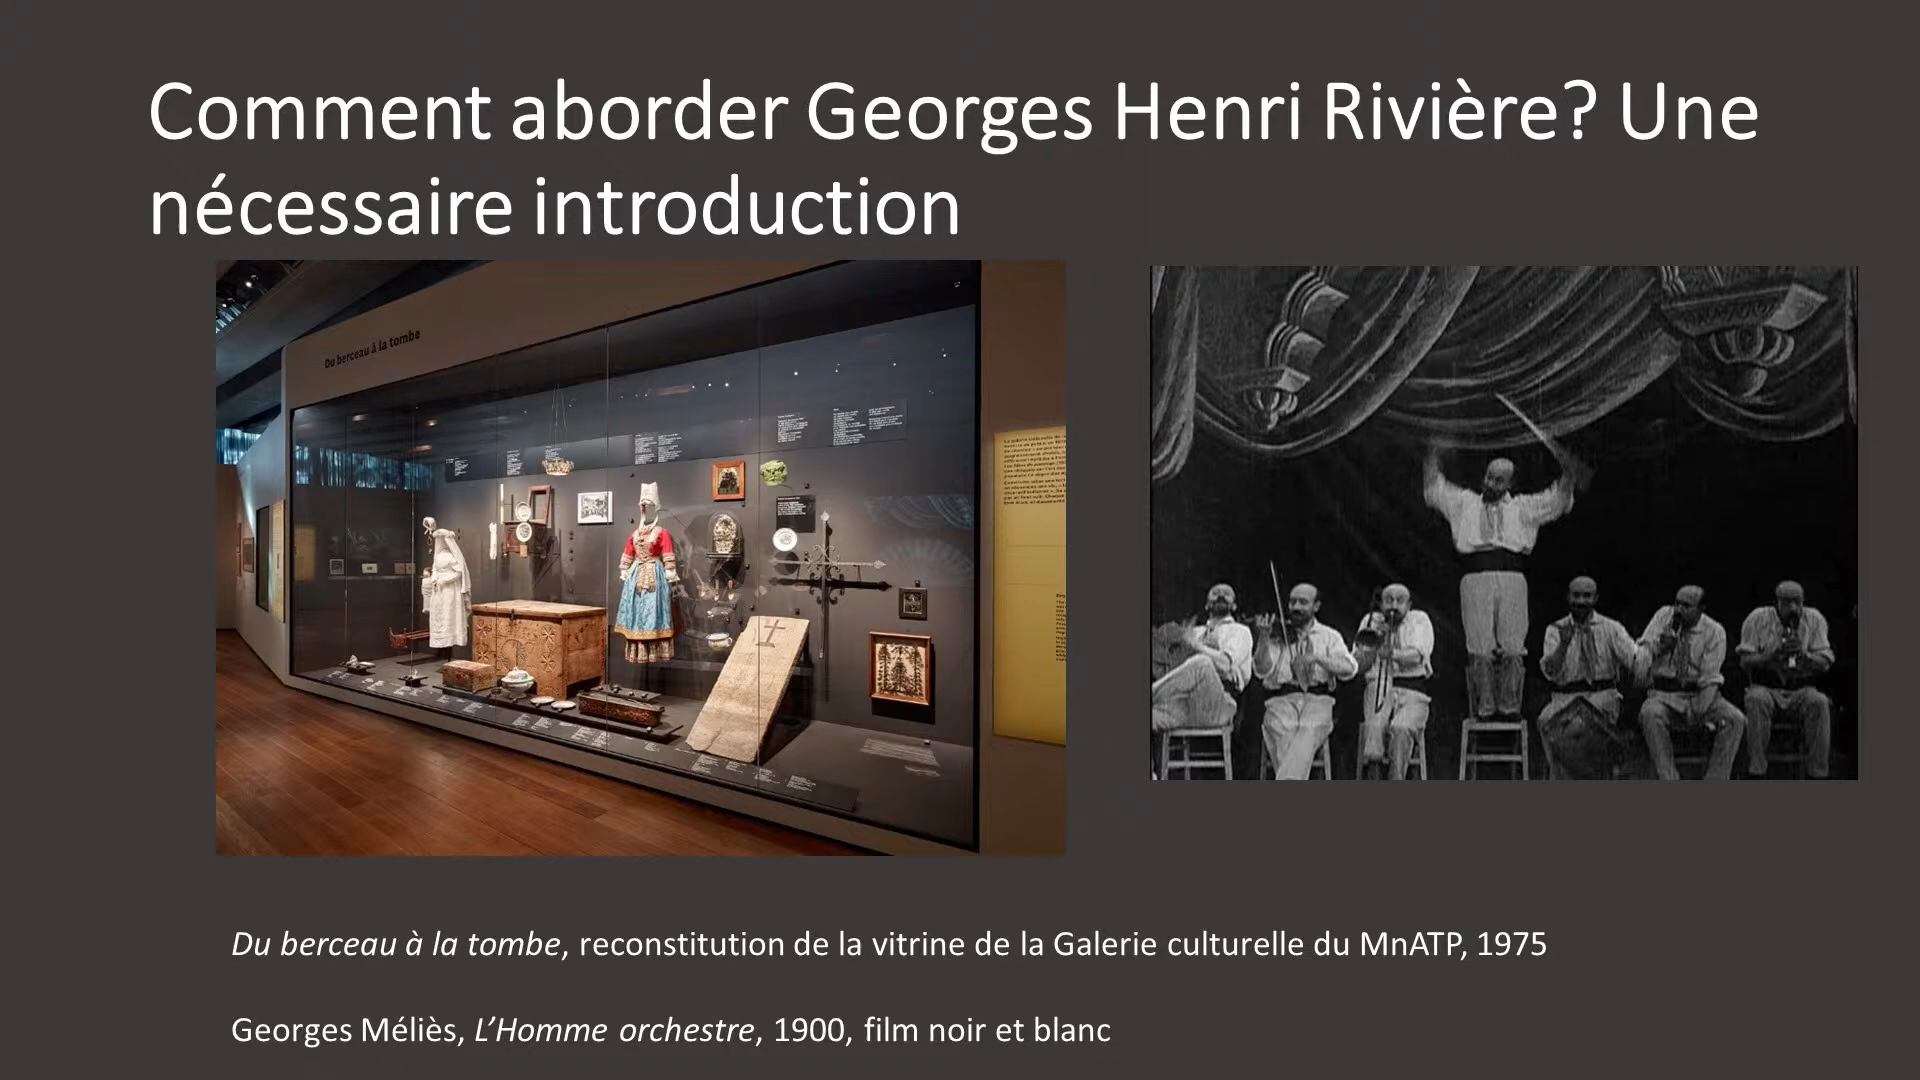 Comment aborder Georges Henri Rivière? Une
nécessaire introduction
Du berceau à la tombe
Du berceau à la tombe, reconstitution de la vitrine de la Galerie culturelle du MnATP, 1975
Georges Méliès, L’Homme orchestre, 1900, film noir et blanc